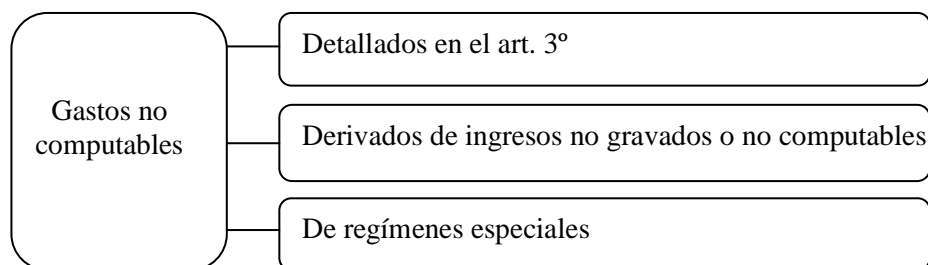 Gastos no
computables
Detallados en el art. 3º
Derivados de ingresos no gravados o no computables
De regímenes especiales